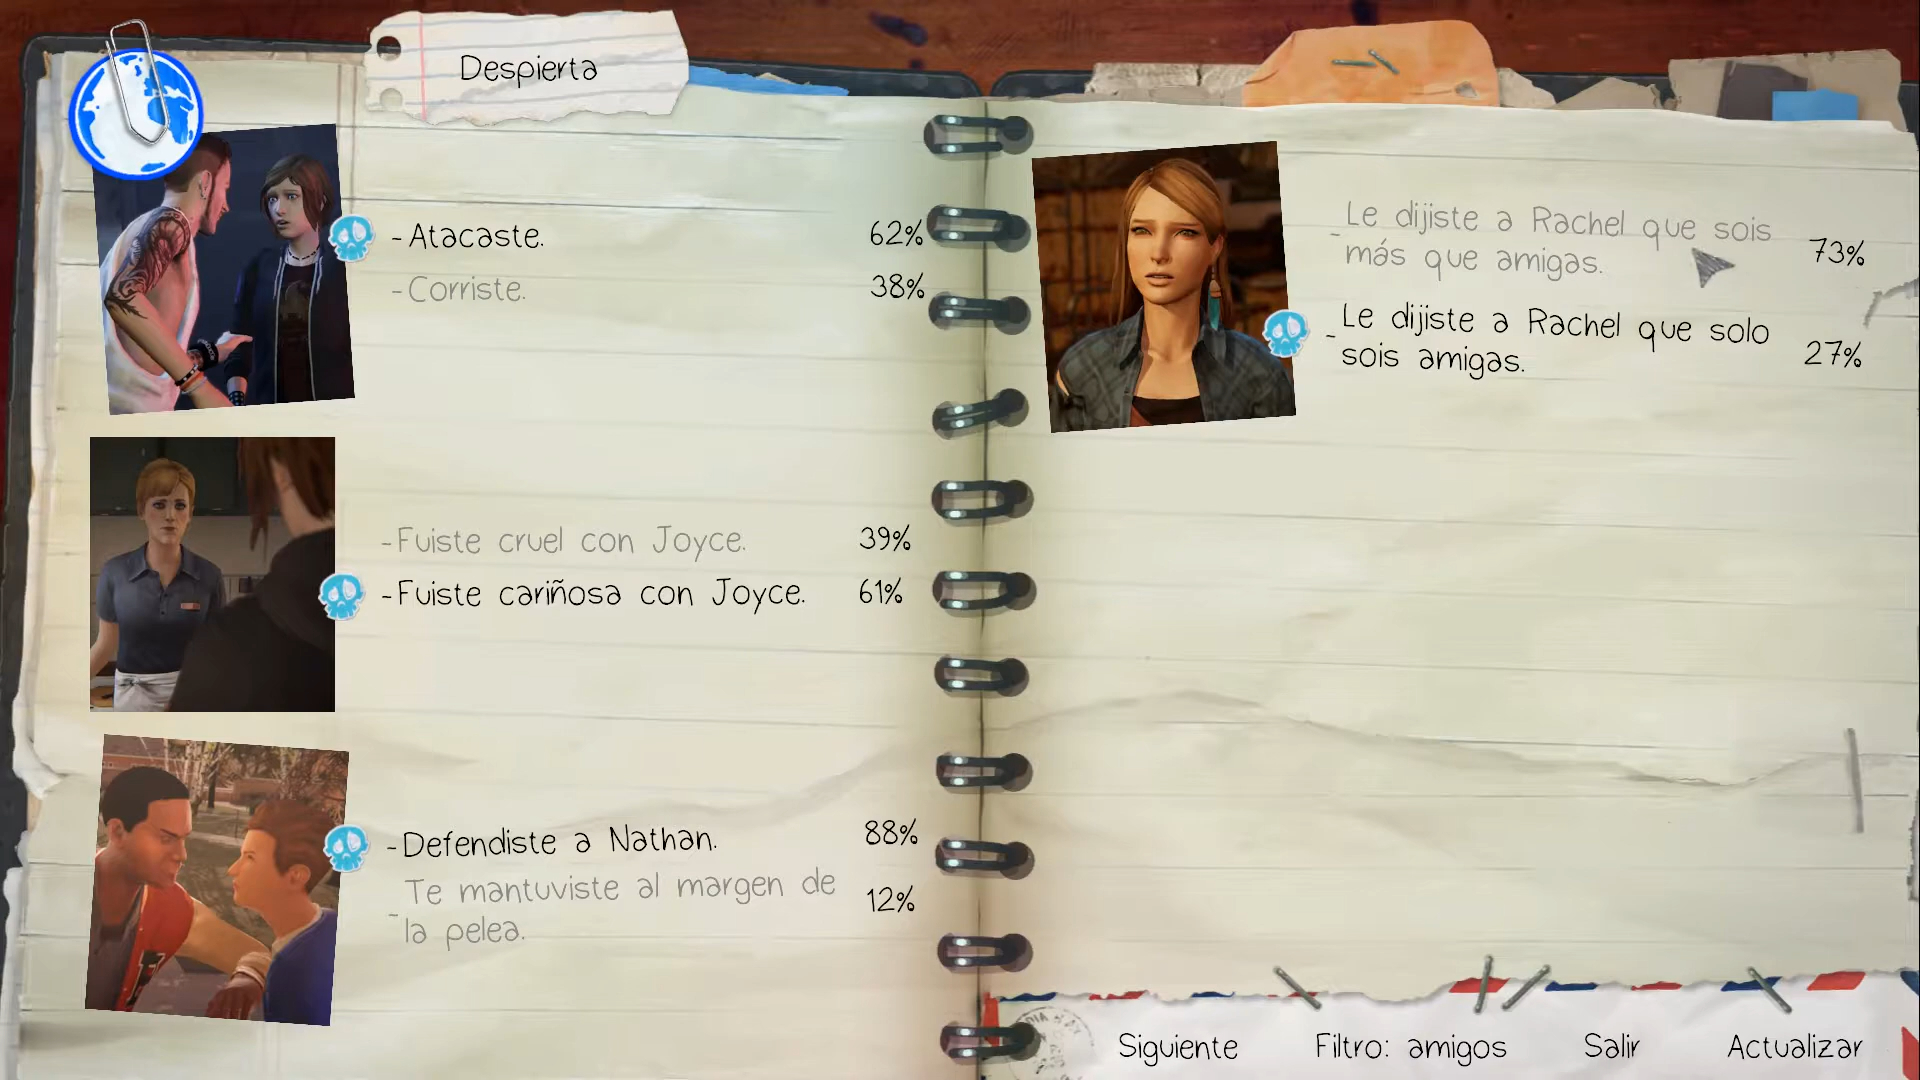 Despierta
- Atacaste. 62%
- Corriste. 38%
- Fuiste cruel con Joyce. 39%
- Fuiste cariñosa con Joyce. 61%
- Defendiste a Nathan. 88%
- Te mantuviste al margen de
la pelea. 12%
- Le dijiste a Rachel que sois
más que amigas. 73%
- Le dijiste a Rachel que solo
sois amigas. 27%
Siguiente Filtro: amigos Salir Actualizar